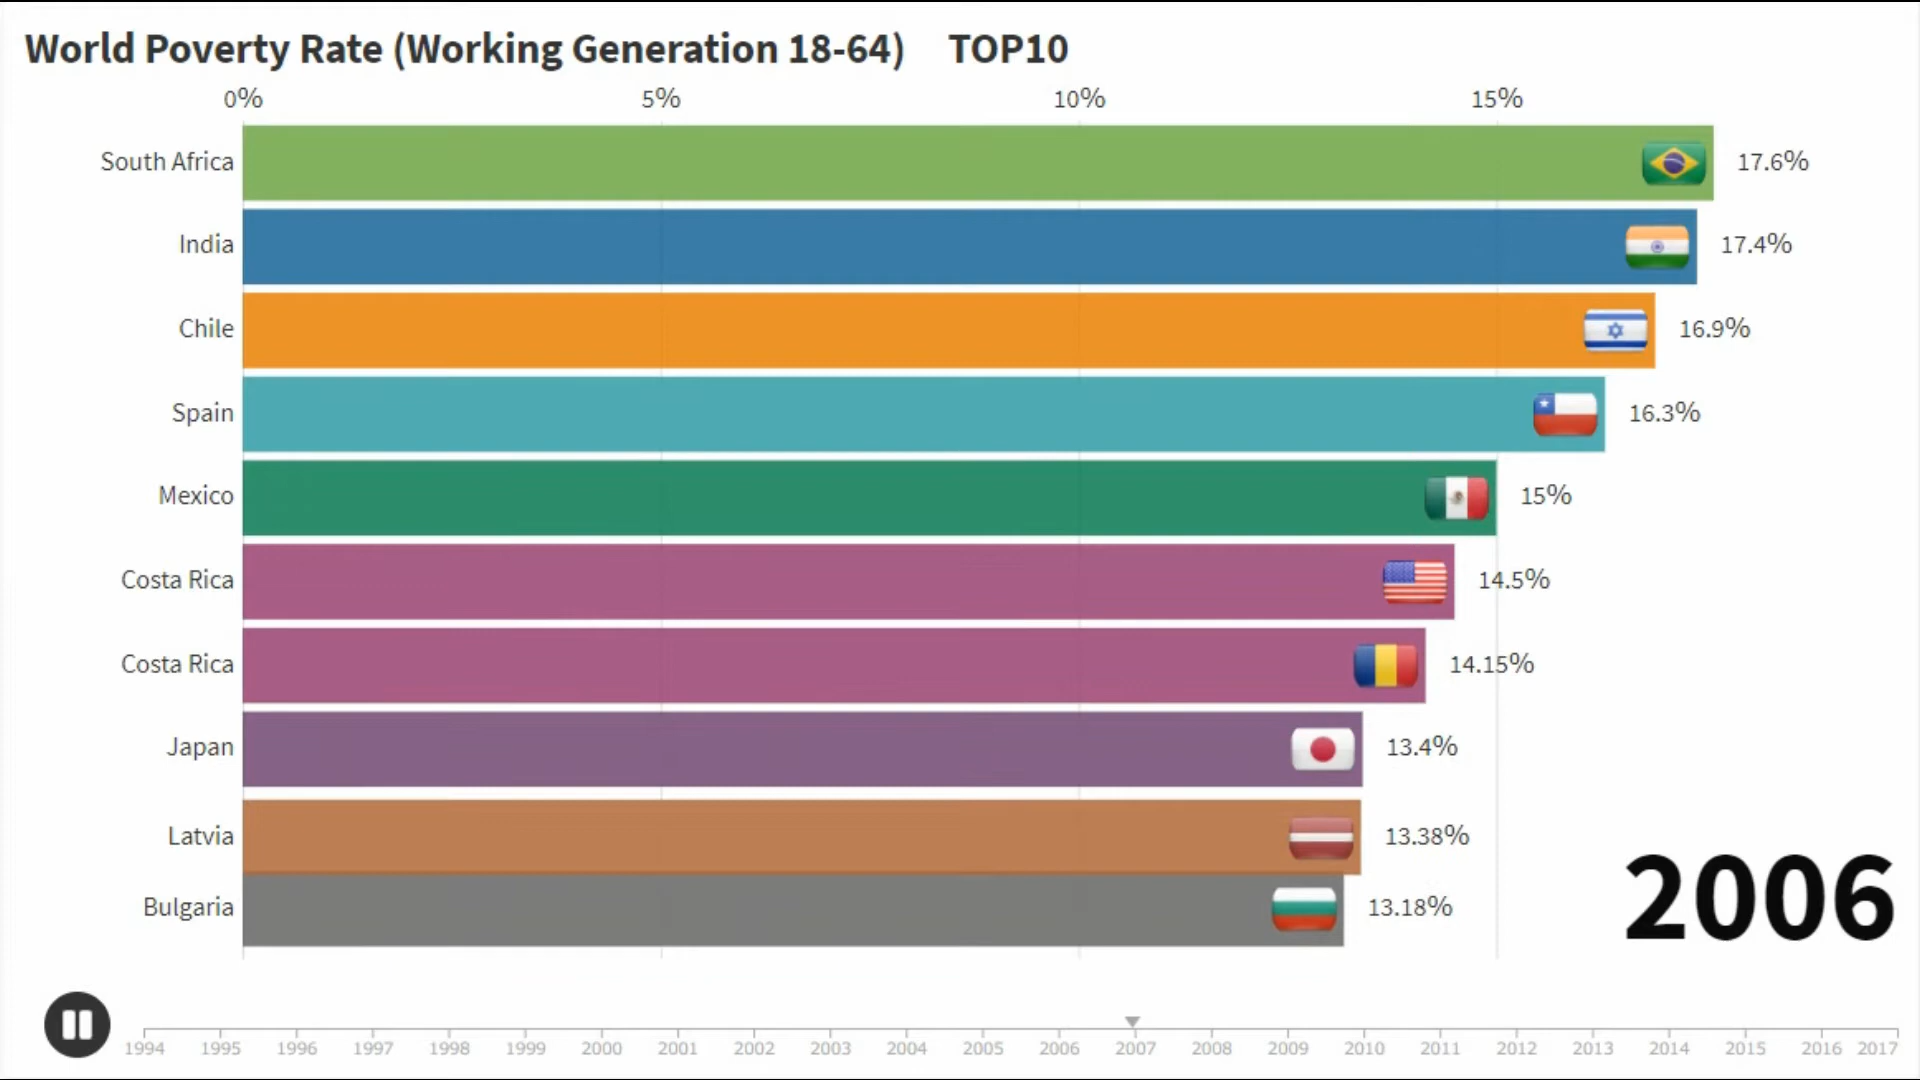 World Poverty Rate (Working Generation 18-64) TOP10
0% 5% 10% 15%
South Africa 17.6%
India 17.4%
Chile 16.9%
Spain 16.3%
Mexico 15%
Costa Rica 14.5%
Costa Rica 14.15%
Japan 13.4%
Latvia 13.38%
Bulgaria 13.18%
2006
1994 1995 1996 1997 1998 1999 2000 2001 2002 2003 2004 2005 2006 2007 2008 2009 2010 2011 2012 2013 2014 2015 2016 2017